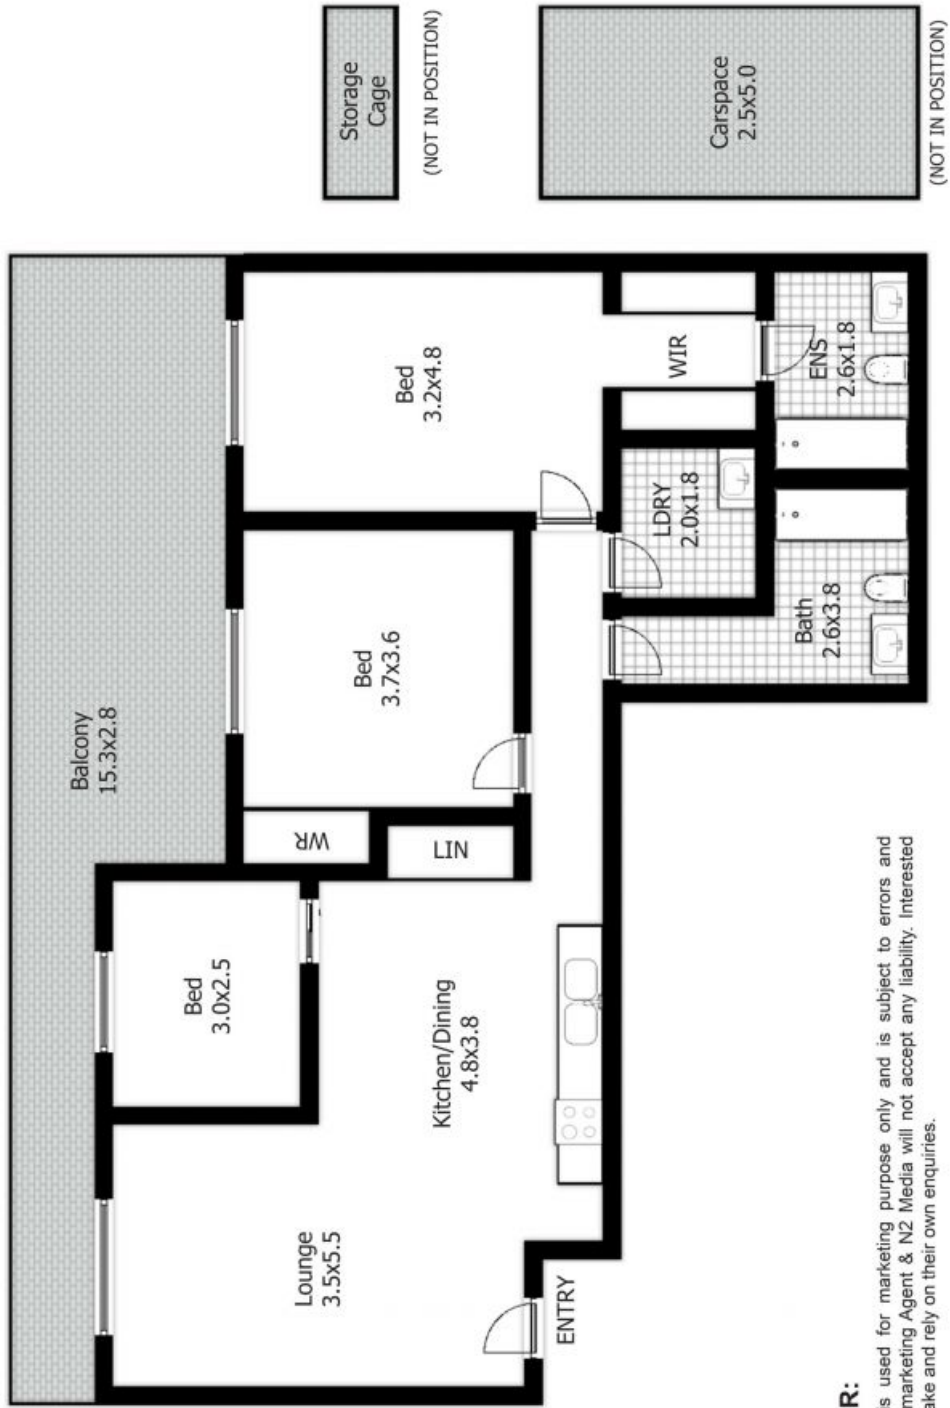 Balcony
15.3x2.8
Lounge
3.5x5.5
Bed
3.0x2.5
WR
LIN
Bed
3.7x3.6
Bed
3.2x4.8
Kitchen/Dining
4.8x3.8
ENTRY
WIR
LDRY
2.0x1.8
Bath
2.6x3.8
ENS
2.6x1.8
Storage
Cage
(NOT IN POSITION)
Carspace
2.5x5.0
(NOT IN POSITION)
R:
s used for marketing purpose only and is subject to errors and
marketing Agent & N2 Media will not accept any liability. Interested
ake and rely on their own enquiries.